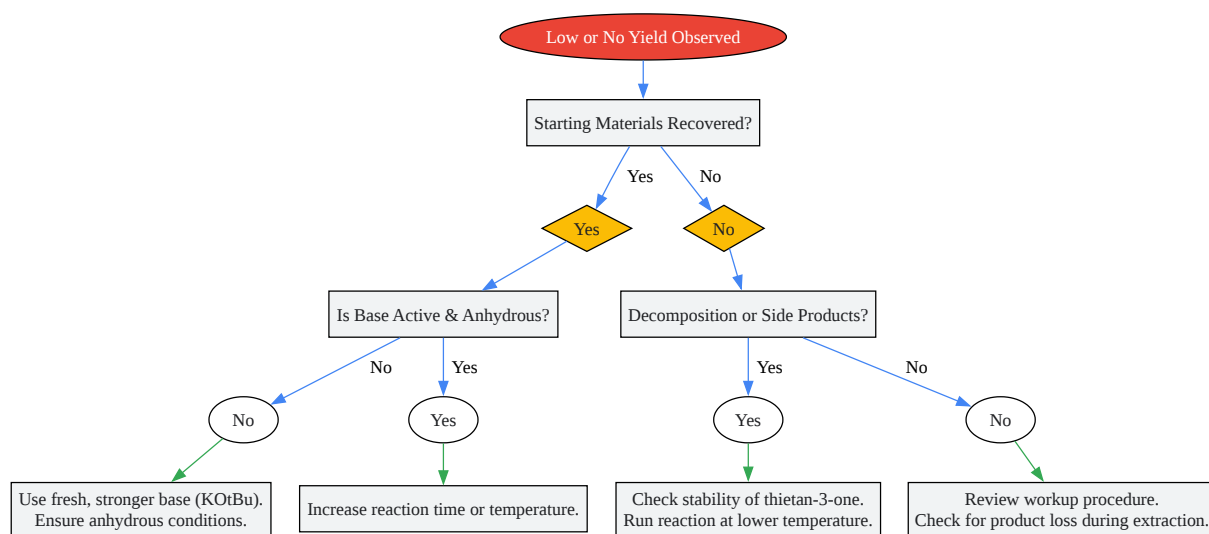 Low or No Yield Observed
Starting Materials Recovered?
Yes
No
Yes
No
Is Base Active & Anhydrous?
Decomposition or Side Products?
No
Yes
Yes
No
No
Yes
Yes
No
Use fresh, stronger base (KOtBu).
Ensure anhydrous conditions.
Increase reaction time or temperature.
Check stability of thietan-3-one.
Run reaction at lower temperature.
Review workup procedure.
Check for product loss during extraction.